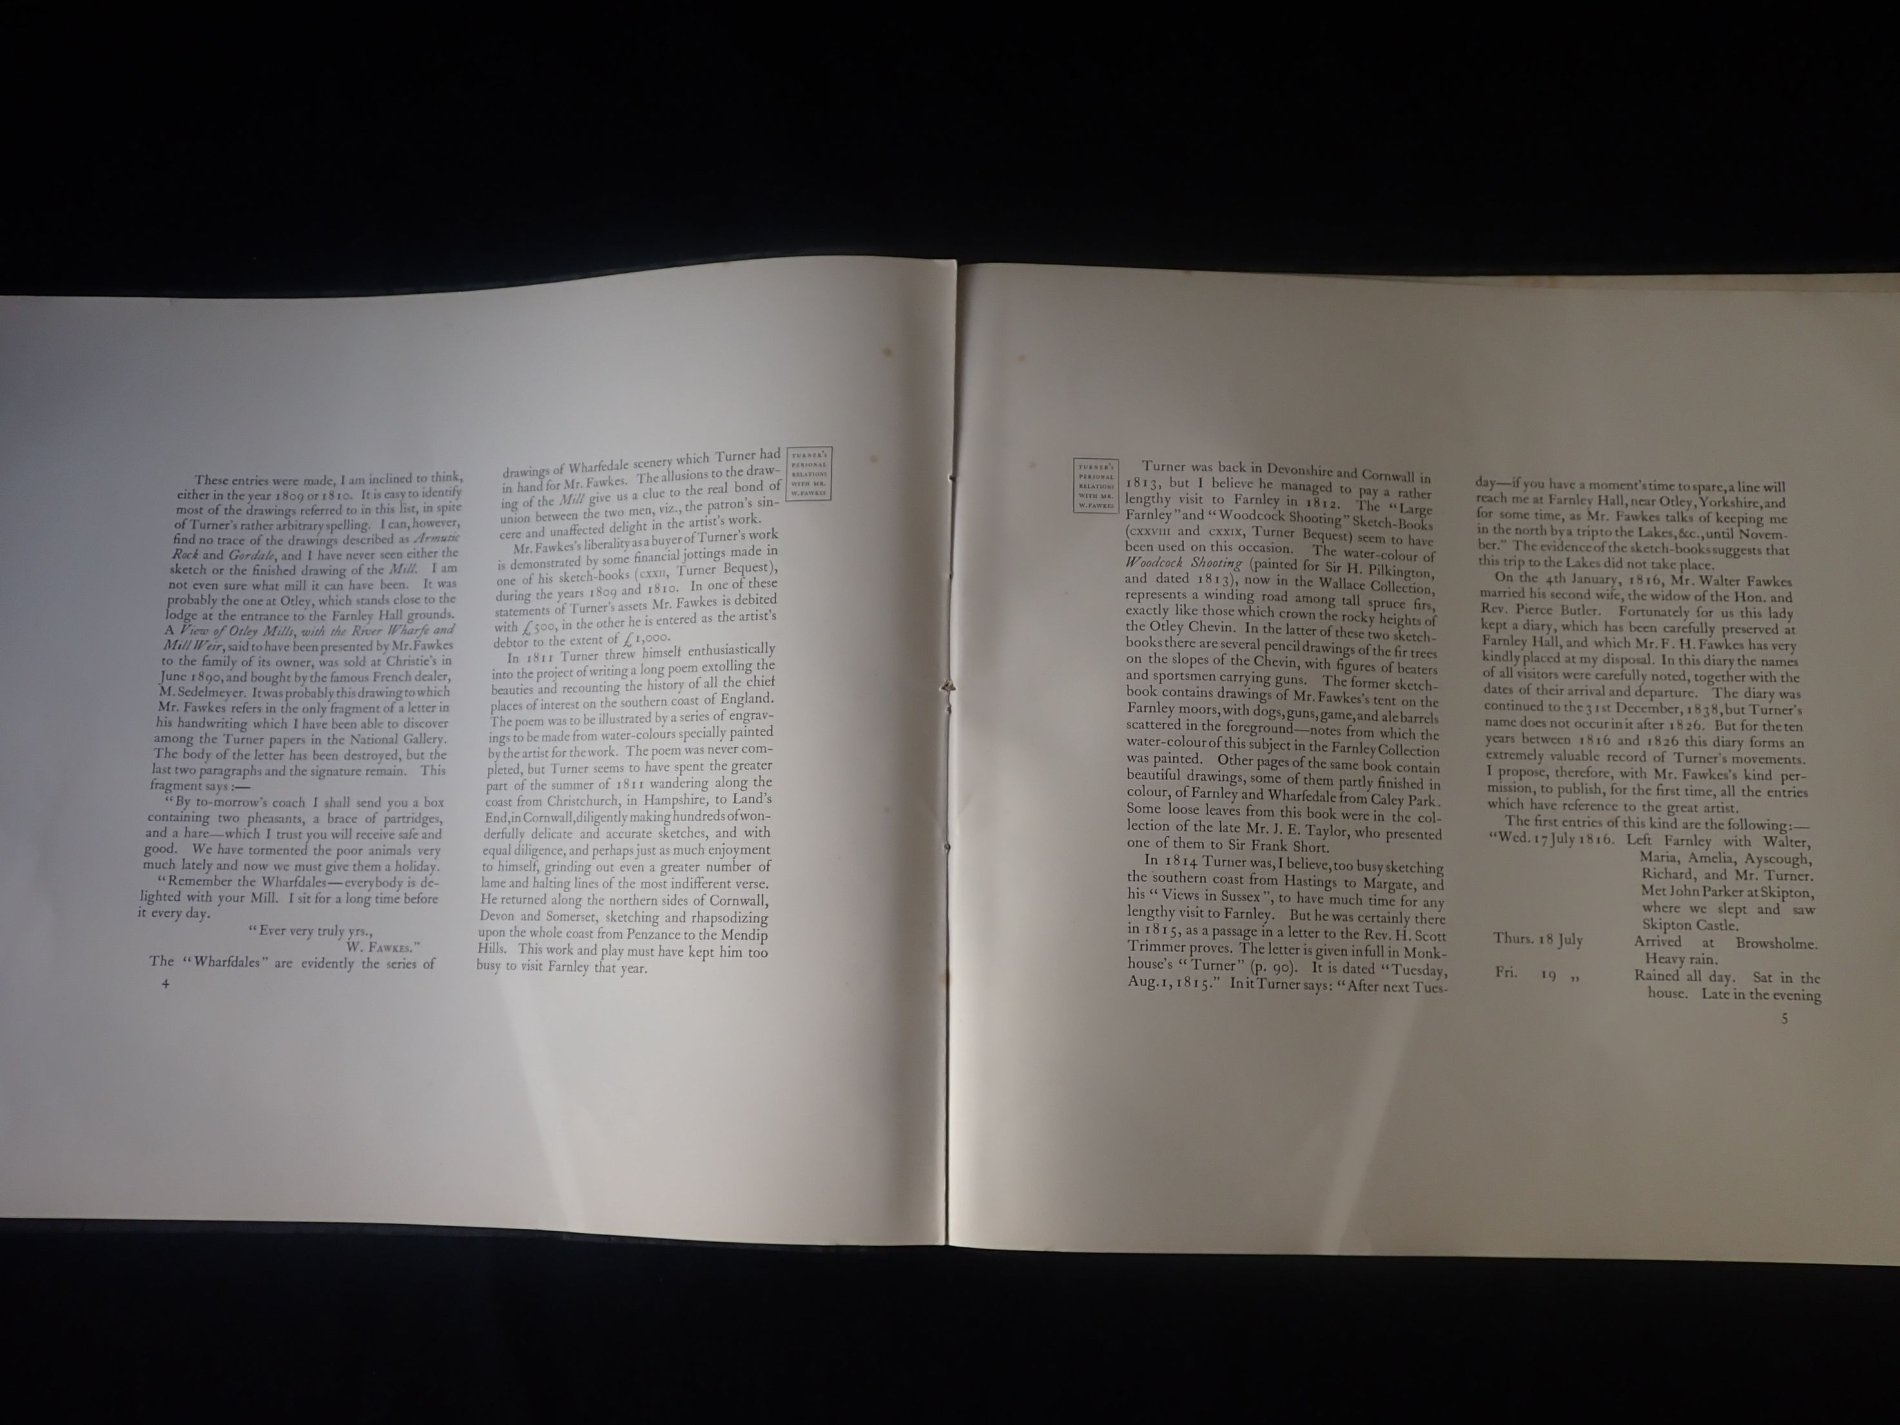 These entries were made, I am inclined to think,
either in the year 1809 or 1810. It is easy to identify
most of the drawings referred to in this list, in spite
of Turner's rather arbitrary spelling. I can, however,
find no trace of the drawings described as Armutic
Rock and Gordale, and I have never seen either the
sketch or the finished drawing of the Mill. I am
not even sure what mill it can have been. It was
probably the one at Otley, which stands close to the
lodge at the entrance to the Farnley Hall grounds.
A View of Otley Mills, with the River Wharfe and
Mill Weir, said to have been presented by Mr. Fawkes
to the family of its owner, was sold at Christie's in
June 1890, and bought by the famous French dealer,
M. Sedelmeyer. It was probably this drawing to which
Mr. Fawkes refers in the only fragment of a letter in
his handwriting which I have been able to discover
among the Turner papers in the National Gallery.
The body of the letter has been destroyed, but the
last two paragraphs and the signature remain. This
fragment says:—
"By to-morrow's coach I shall send you a box
containing two pheasants, a brace of partridges,
and a hare—which I trust you will receive safe and
good. We have tormented the poor animals very
much lately and now we must give them a holiday.
"Remember the Wharfdales—everybody is de-
lighted with your Mill. I sit for a long time before
it every day.
"Ever very truly yrs.,
W. FAWKES."
The "Wharfdales" are evidently the series of
4
drawings of Wharfedale scenery which Turner had
in hand for Mr. Fawkes. The allusions to the draw-
ing of the Mill give us a clue to the real bond of
union between the two men, viz., the patron's sin-
cere and unaffected delight in the artist's work.
Mr. Fawkes's liberality as a buyer of Turner's work
is demonstrated by some financial jottings made in
one of his sketch-books (CXXII, Turner Bequest),
during the years 1809 and 1810. In one of these
statements of Turner's assets Mr. Fawkes is debited
with £500, in the other he is entered as the artist's
debtor to the extent of £1,000.
In 1811 Turner threw himself enthusiastically
into the project of writing a long poem extolling the
beauties and recounting the history of all the chief
places of interest on the southern coast of England.
The poem was to be illustrated by a series of engrav-
ings to be made from water-colours specially painted
by the artist for the work. The poem was never com-
pleted, but Turner seems to have spent the greater
part of the summer of 1811 wandering along the
coast from Christchurch, in Hampshire, to Land's
End, in Cornwall, diligently making hundreds of won-
derfully delicate and accurate sketches, and with
equal diligence, and perhaps just as much enjoyment
to himself, grinding out even a greater number of
lame and halting lines of the most indifferent verse.
He returned along the northern sides of Cornwall,
Devon and Somerset, sketching and rhapsodizing
upon the whole coast from Penzance to the Mendip
Hills. This work and play must have kept him too
busy to visit Farnley that year.
TURNER'S
PERSONAL
RELATIONS
WITH MR.
W. FAWKES
TURNER'S
PERSONAL
RELATIONS
WITH MR.
W. FAWKES
Turner was back in Devonshire and Cornwall in
1813, but I believe he managed to pay a rather
lengthy visit to Farnley in 1812. The "Large
Farnley" and "Woodcock Shooting" Sketch-Books
(CXXVIII and CXXIX, Turner Bequest) seem to have
been used on this occasion. The water-colour of
Woodcock Shooting (painted for Sir H. Pilkington,
and dated 1813), now in the Wallace Collection,
represents a winding road among tall spruce firs,
exactly like those which crown the rocky heights of
the Otley Chevin. In the latter of these two sketch-
books there are several pencil drawings of the fir trees
on the slopes of the Chevin, with figures of beaters
and sportsmen carrying guns. The former sketch-
book contains drawings of Mr. Fawkes's tent on the
Farnley moors, with dogs, guns, game, and ale barrels
scattered in the foreground—notes from which the
water-colour of this subject in the Farnley Collection
was painted. Other pages of the same book contain
beautiful drawings, some of them partly finished in
colour, of Farnley and Wharfedale from Caley Park.
Some loose leaves from this book were in the col-
lection of the late Mr. J. E. Taylor, who presented
one of them to Sir Frank Short.
In 1814 Turner was, I believe, too busy sketching
the southern coast from Hastings to Margate, and
his "Views in Sussex", to have much time for any
lengthy visit to Farnley. But he was certainly there
in 1815, as a passage in a letter to the Rev. H. Scott
Trimmer proves. The letter is given in full in Monk-
house's "Turner" (p. 90). It is dated "Tuesday,
Aug. 1, 1815." In it Turner says: "After next Tues-
day—if you have a moment's time to spare, a line will
reach me at Farnley Hall, near Otley, Yorkshire, and
for some time, as Mr. Fawkes talks of keeping me
in the north by a trip to the Lakes, &c., until Novem-
ber." The evidence of the sketch-books suggests that
this trip to the Lakes did not take place.
On the 4th January, 1816, Mr. Walter Fawkes
married his second wife, the widow of the Hon. and
Rev. Pierce Butler. Fortunately for us this lady
kept a diary, which has been carefully preserved at
Farnley Hall, and which Mr. F. H. Fawkes has very
kindly placed at my disposal. In this diary the names
of all visitors were carefully noted, together with the
dates of their arrival and departure. The diary was
continued to the 31st December, 1838, but Turner's
name does not occur in it after 1826. But for the ten
years between 1816 and 1826 this diary forms an
extremely valuable record of Turner's movements.
I propose, therefore, with Mr. Fawkes's kind per-
mission, to publish, for the first time, all the entries
which have reference to the great artist.
The first entries of this kind are the following:—
"Wed. 17 July 1816. Left Farnley with Walter,
Maria, Amelia, Ayscough,
Richard, and Mr. Turner.
Met John Parker at Skipton,
where we slept and saw
Skipton Castle.
Thurs. 18 July Arrived at Browsholme.
Heavy rain.
Fri. 19 „ Rained all day. Sat in the
house. Late in the evening
5